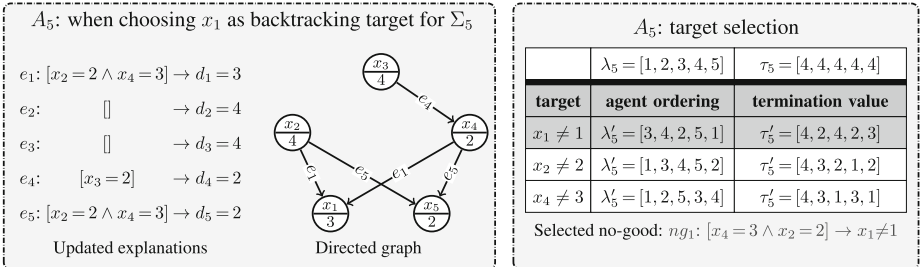 A₅: when choosing x₁ as backtracking target for Σ₅
e₁: [x₂ = 2 ∧ x₄ = 3] → d₁ = 3
e₂: [] → d₂ = 4
e₃: [] → d₃ = 4
e₄: [x₃ = 2] → d₄ = 2
e₅: [x₂ = 2 ∧ x₄ = 3] → d₅ = 2
Updated explanations
x₃
4
e₄
x₂
4
x₄
2
e₁
e₅
e₁
e₅
x₁
3
x₅
2
Directed graph
A₅: target selection
λ₅ = [1, 2, 3, 4, 5] τ₅ = [4, 4, 4, 4, 4]
target agent ordering termination value
x₁ ≠ 1 λ′₅ = [3, 4, 2, 5, 1] τ′₅ = [4, 2, 4, 2, 3]
x₂ ≠ 2 λ′₅ = [1, 3, 4, 5, 2] τ′₅ = [4, 3, 2, 1, 2]
x₄ ≠ 3 λ′₅ = [1, 2, 5, 3, 4] τ′₅ = [4, 3, 1, 3, 1]
Selected no-good: ng₁: [x₄ = 3 ∧ x₂ = 2] → x₁ ≠ 1